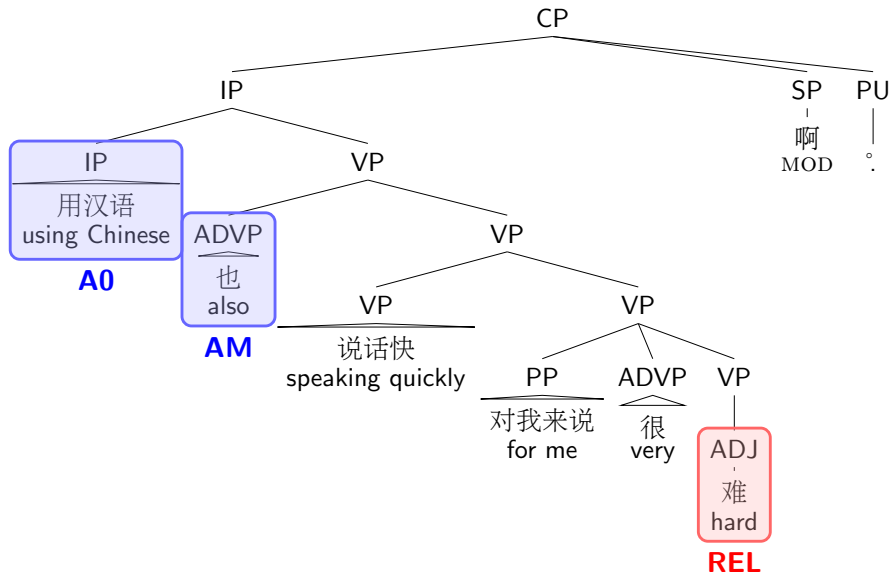 CP
IP SP PU
啊 。
MOD .
IP VP
用汉语
using Chinese
A0
ADVP VP
也
also
AM
VP VP
说话快
speaking quickly
PP ADVP VP
对我来说 很
for me very
ADJ
难
hard
REL